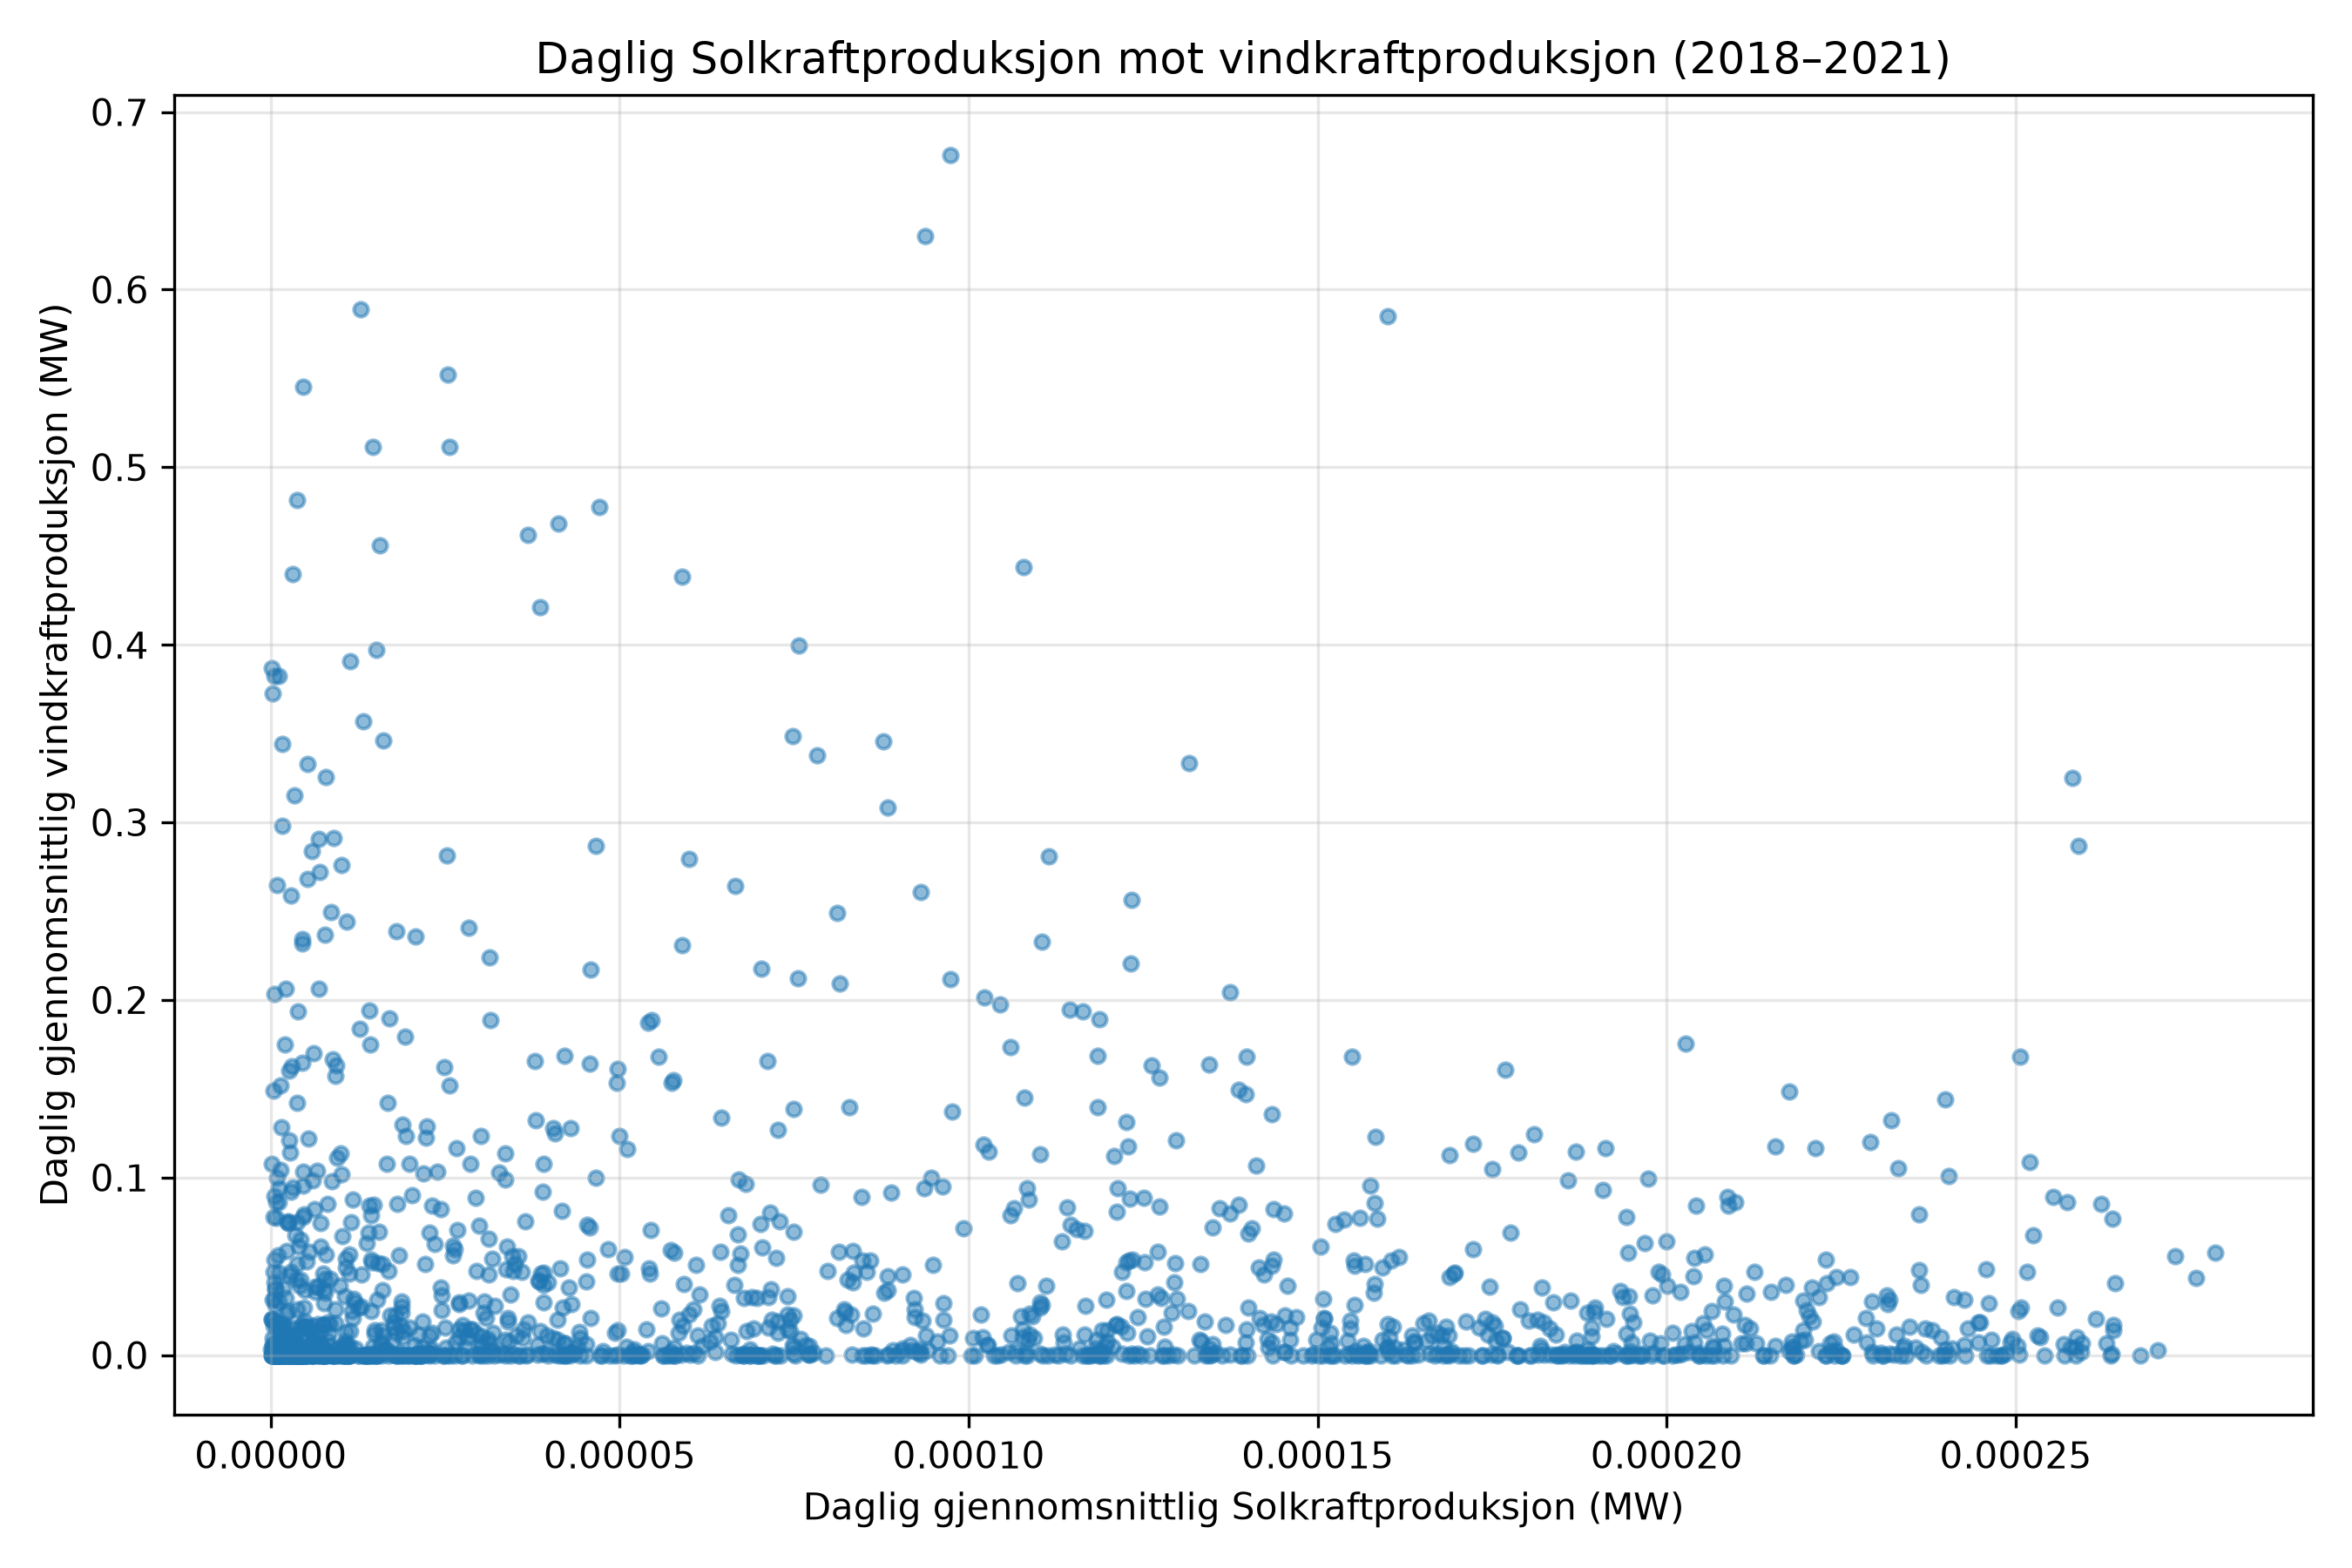 Daglig Solkraftproduksjon mot vindkraftproduksjon (2018–2021)
Daglig gjennomsnittlig vindkraftproduksjon (MW)
0.7
0.6
0.5
0.4
0.3
0.2
0.1
0.0
0.00000 0.00005 0.00010 0.00015 0.00020 0.00025
Daglig gjennomsnittlig Solkraftproduksjon (MW)